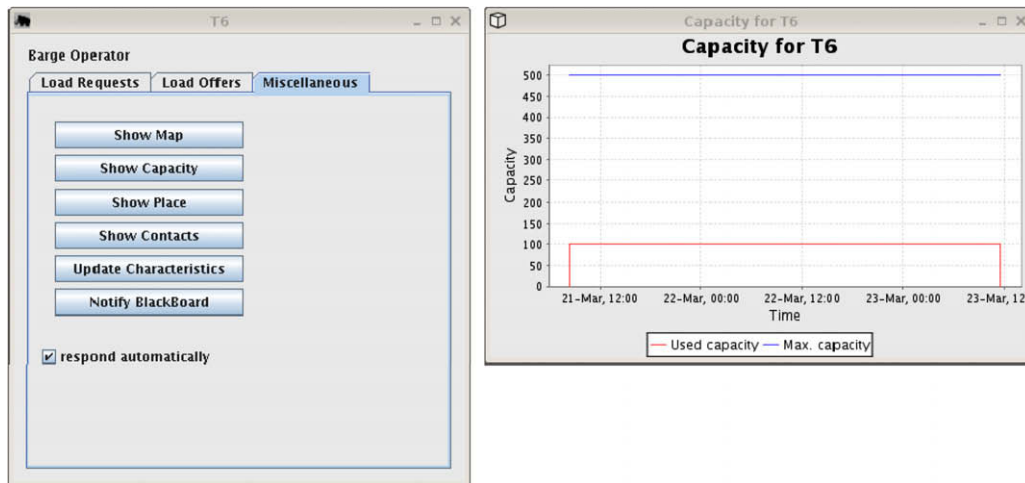 T6
Barge Operator
Load Requests Load Offers Miscellaneous
Show Map
Show Capacity
Show Place
Show Contacts
Update Characteristics
Notify BlackBoard
respond automatically
Capacity for T6
Capacity for T6
500
450
400
350
300
250
200
150
100
50
0
Capacity
21-Mar, 12:00 22-Mar, 00:00 22-Mar, 12:00 23-Mar, 00:00 23-Mar, 12
Time
Used capacity Max. capacity